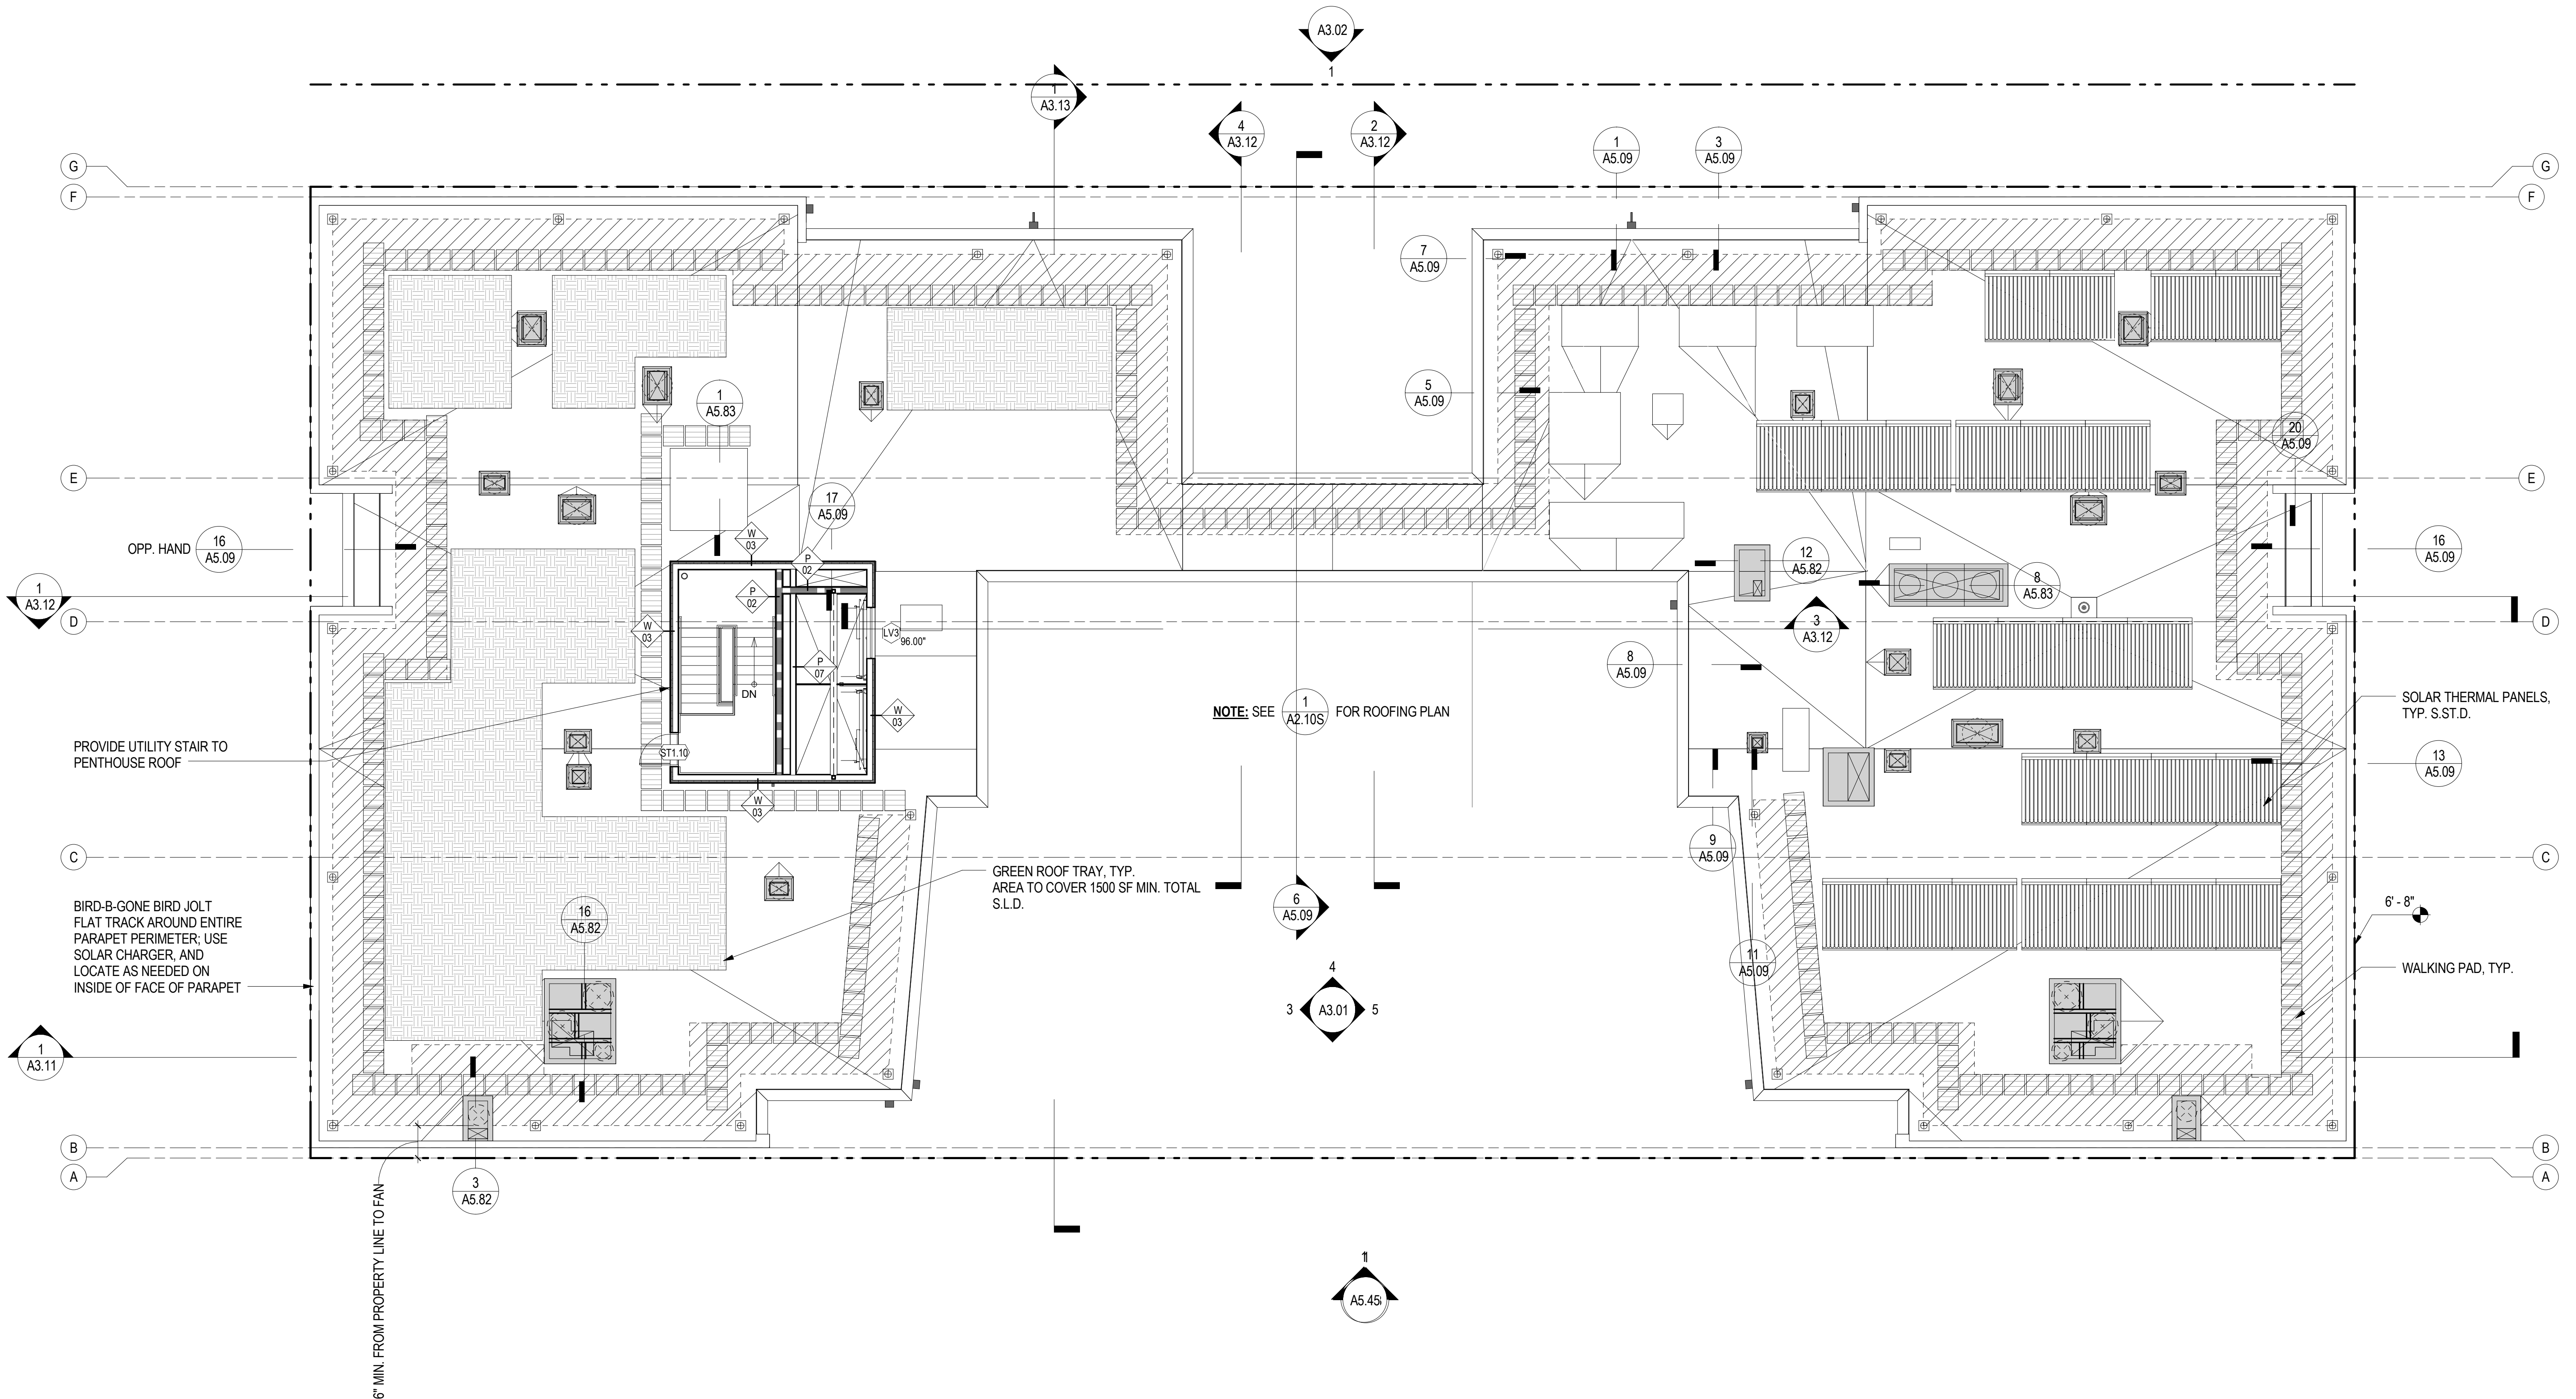 A3.02
1
1
A3.13
4
A3.12
2
A3.12
1
A5.09
3
A5.09
G
G
F
F
7
A5.09
5
A5.09
1
A5.83
20
A5.09
E
E
17
A5.09
W
03
P
02
OPP. HAND
16
A5.09
16
A5.09
12
A5.82
8
A5.83
1
A3.12
P
02
W
03
LV3
96.00"
3
A3.12
D
D
8
A5.09
P
07
DN
W
03
ST1.10
W
03
NOTE: SEE 1 FOR ROOFING PLAN
A2.10S
SOLAR THERMAL PANELS,
TYP. S.ST.D.
PROVIDE UTILITY STAIR TO
PENTHOUSE ROOF
13
A5.09
9
A5.09
C
C
GREEN ROOF TRAY, TYP.
AREA TO COVER 1500 SF MIN. TOTAL
S.L.D.
BIRD-B-GONE BIRD JOLT
FLAT TRACK AROUND ENTIRE
PARAPET PERIMETER; USE
SOLAR CHARGER, AND
LOCATE AS NEEDED ON
INSIDE OF FACE OF PARAPET
16
A5.82
6
A5.09
6' - 8"
11
A5.09
WALKING PAD, TYP.
4
3
A3.01
5
1
A3.11
B
B
A
A
3
A5.82
6" MIN. FROM PROPERTY LINE TO FAN
1
A5.45